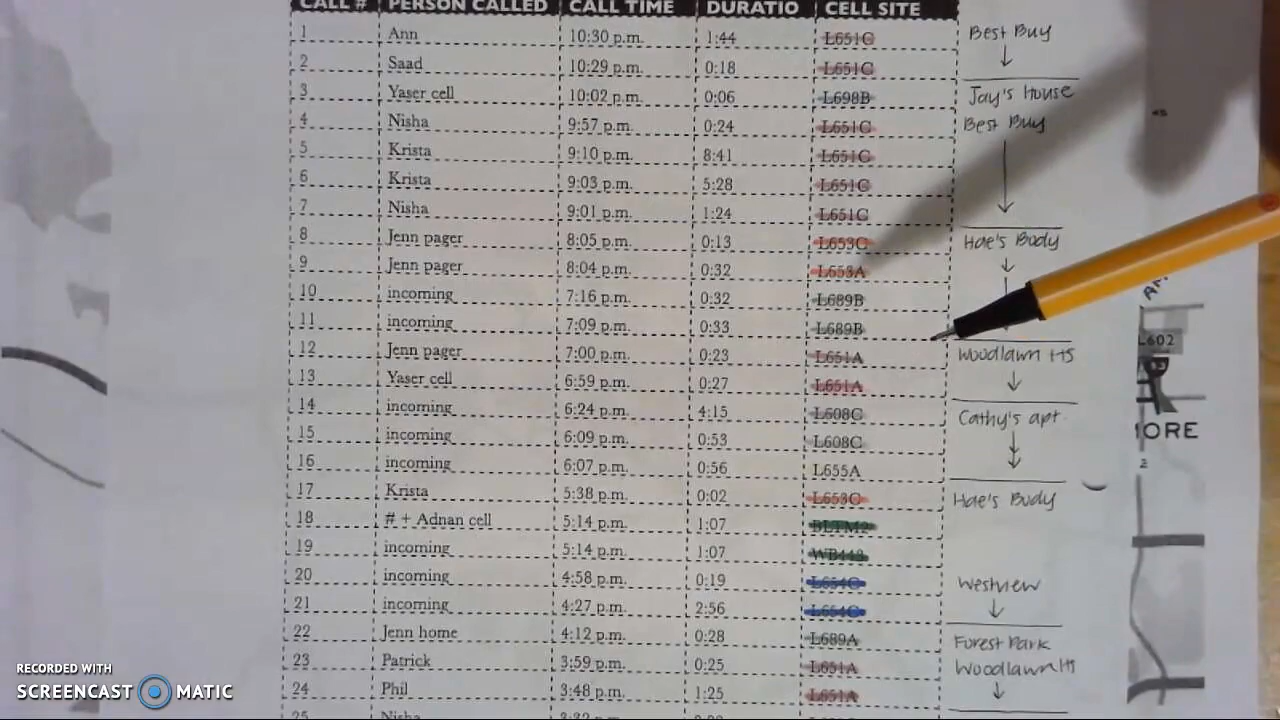 CALL # PERSON CALLED CALL TIME DURATIO CELL SITE
1 Ann 10:30 p.m. 1:44 L651C Best Buy
2 Saad 10:29 p.m. 0:18 L651C
3 Yaser cell 10:02 p.m. 0:06 L698B Jay's House
4 Nisha 9:57 p.m. 0:24 L651C Best Buy
5 Krista 9:10 p.m. 8:41 L651C
6 Krista 9:03 p.m. 5:28 L651C
7 Nisha 9:01 p.m. 1:24 L651C
8 Jenn pager 8:05 p.m. 0:13 L653C Hae's Body
9 Jenn pager 8:04 p.m. 0:32 L653A
10 incoming 7:16 p.m. 0:32 L689B
11 incoming 7:09 p.m. 0:33 L689B
12 Jenn pager 7:00 p.m. 0:23 L651A Woodlawn HS
13 Yaser cell 6:59 p.m. 0:27 L651A
14 incoming 6:24 p.m. 4:15 L608C Cathy's apt.
15 incoming 6:09 p.m. 0:53 L608C
16 incoming 6:07 p.m. 0:56 L655A
17 Krista 5:38 p.m. 0:02 L653C Hae's Body
18 # + Adnan cell 5:14 p.m. 1:07 BLTM2
19 incoming 5:14 p.m. 1:07 WB443
20 incoming 4:58 p.m. 0:19 L654C Westview
21 incoming 4:27 p.m. 2:56 L654C
22 Jenn home 4:12 p.m. 0:28 L689A Forest Park
23 Patrick 3:59 p.m. 0:25 L651A Woodlawn HS
24 Phil 3:48 p.m. 1:25 L651A
25 Nisha 3:32 p.m.
L602
ORE
2
RECORDED WITH
SCREENCAST MATIC